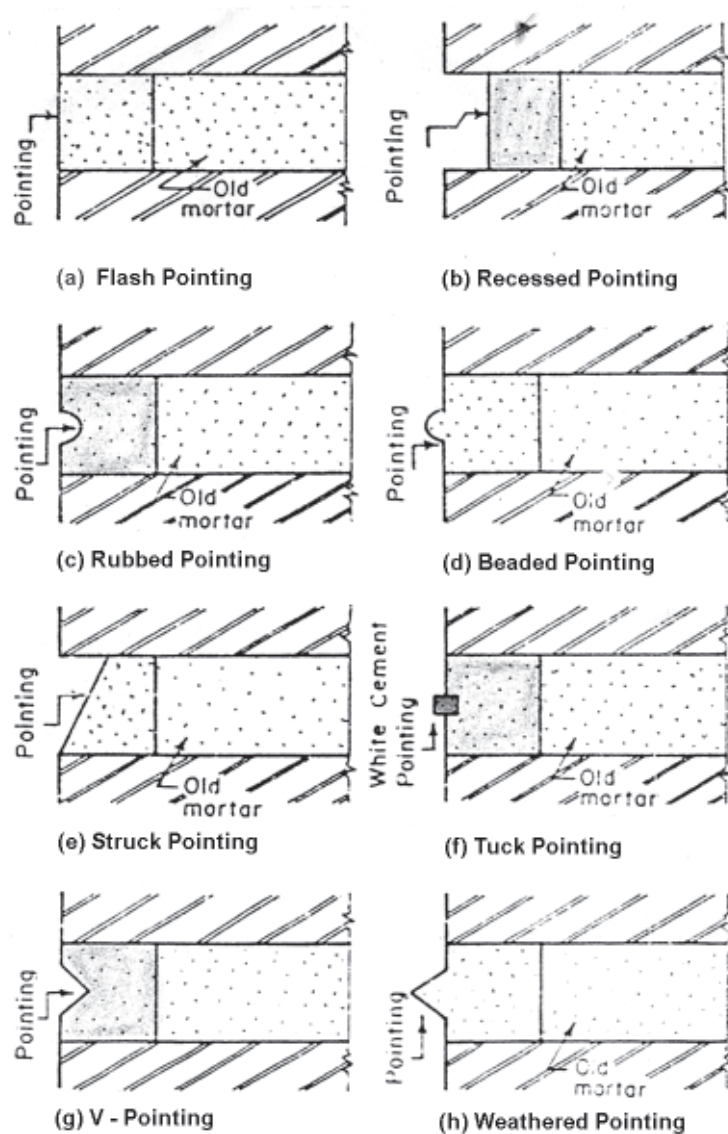 Pointing
Old
mortar
(a) Flash Pointing
Pointing
Old
mortar
(b) Recessed Pointing
Pointing
Old
mortar
(c) Rubbed Pointing
Pointing
Old
mortar
(d) Beaded Pointing
Pointing
Old
mortar
(e) Struck Pointing
White Cement
Pointing
Old
mortar
(f) Tuck Pointing
Pointing
(g) V - Pointing
Pointing
Old
mortar
(h) Weathered Pointing